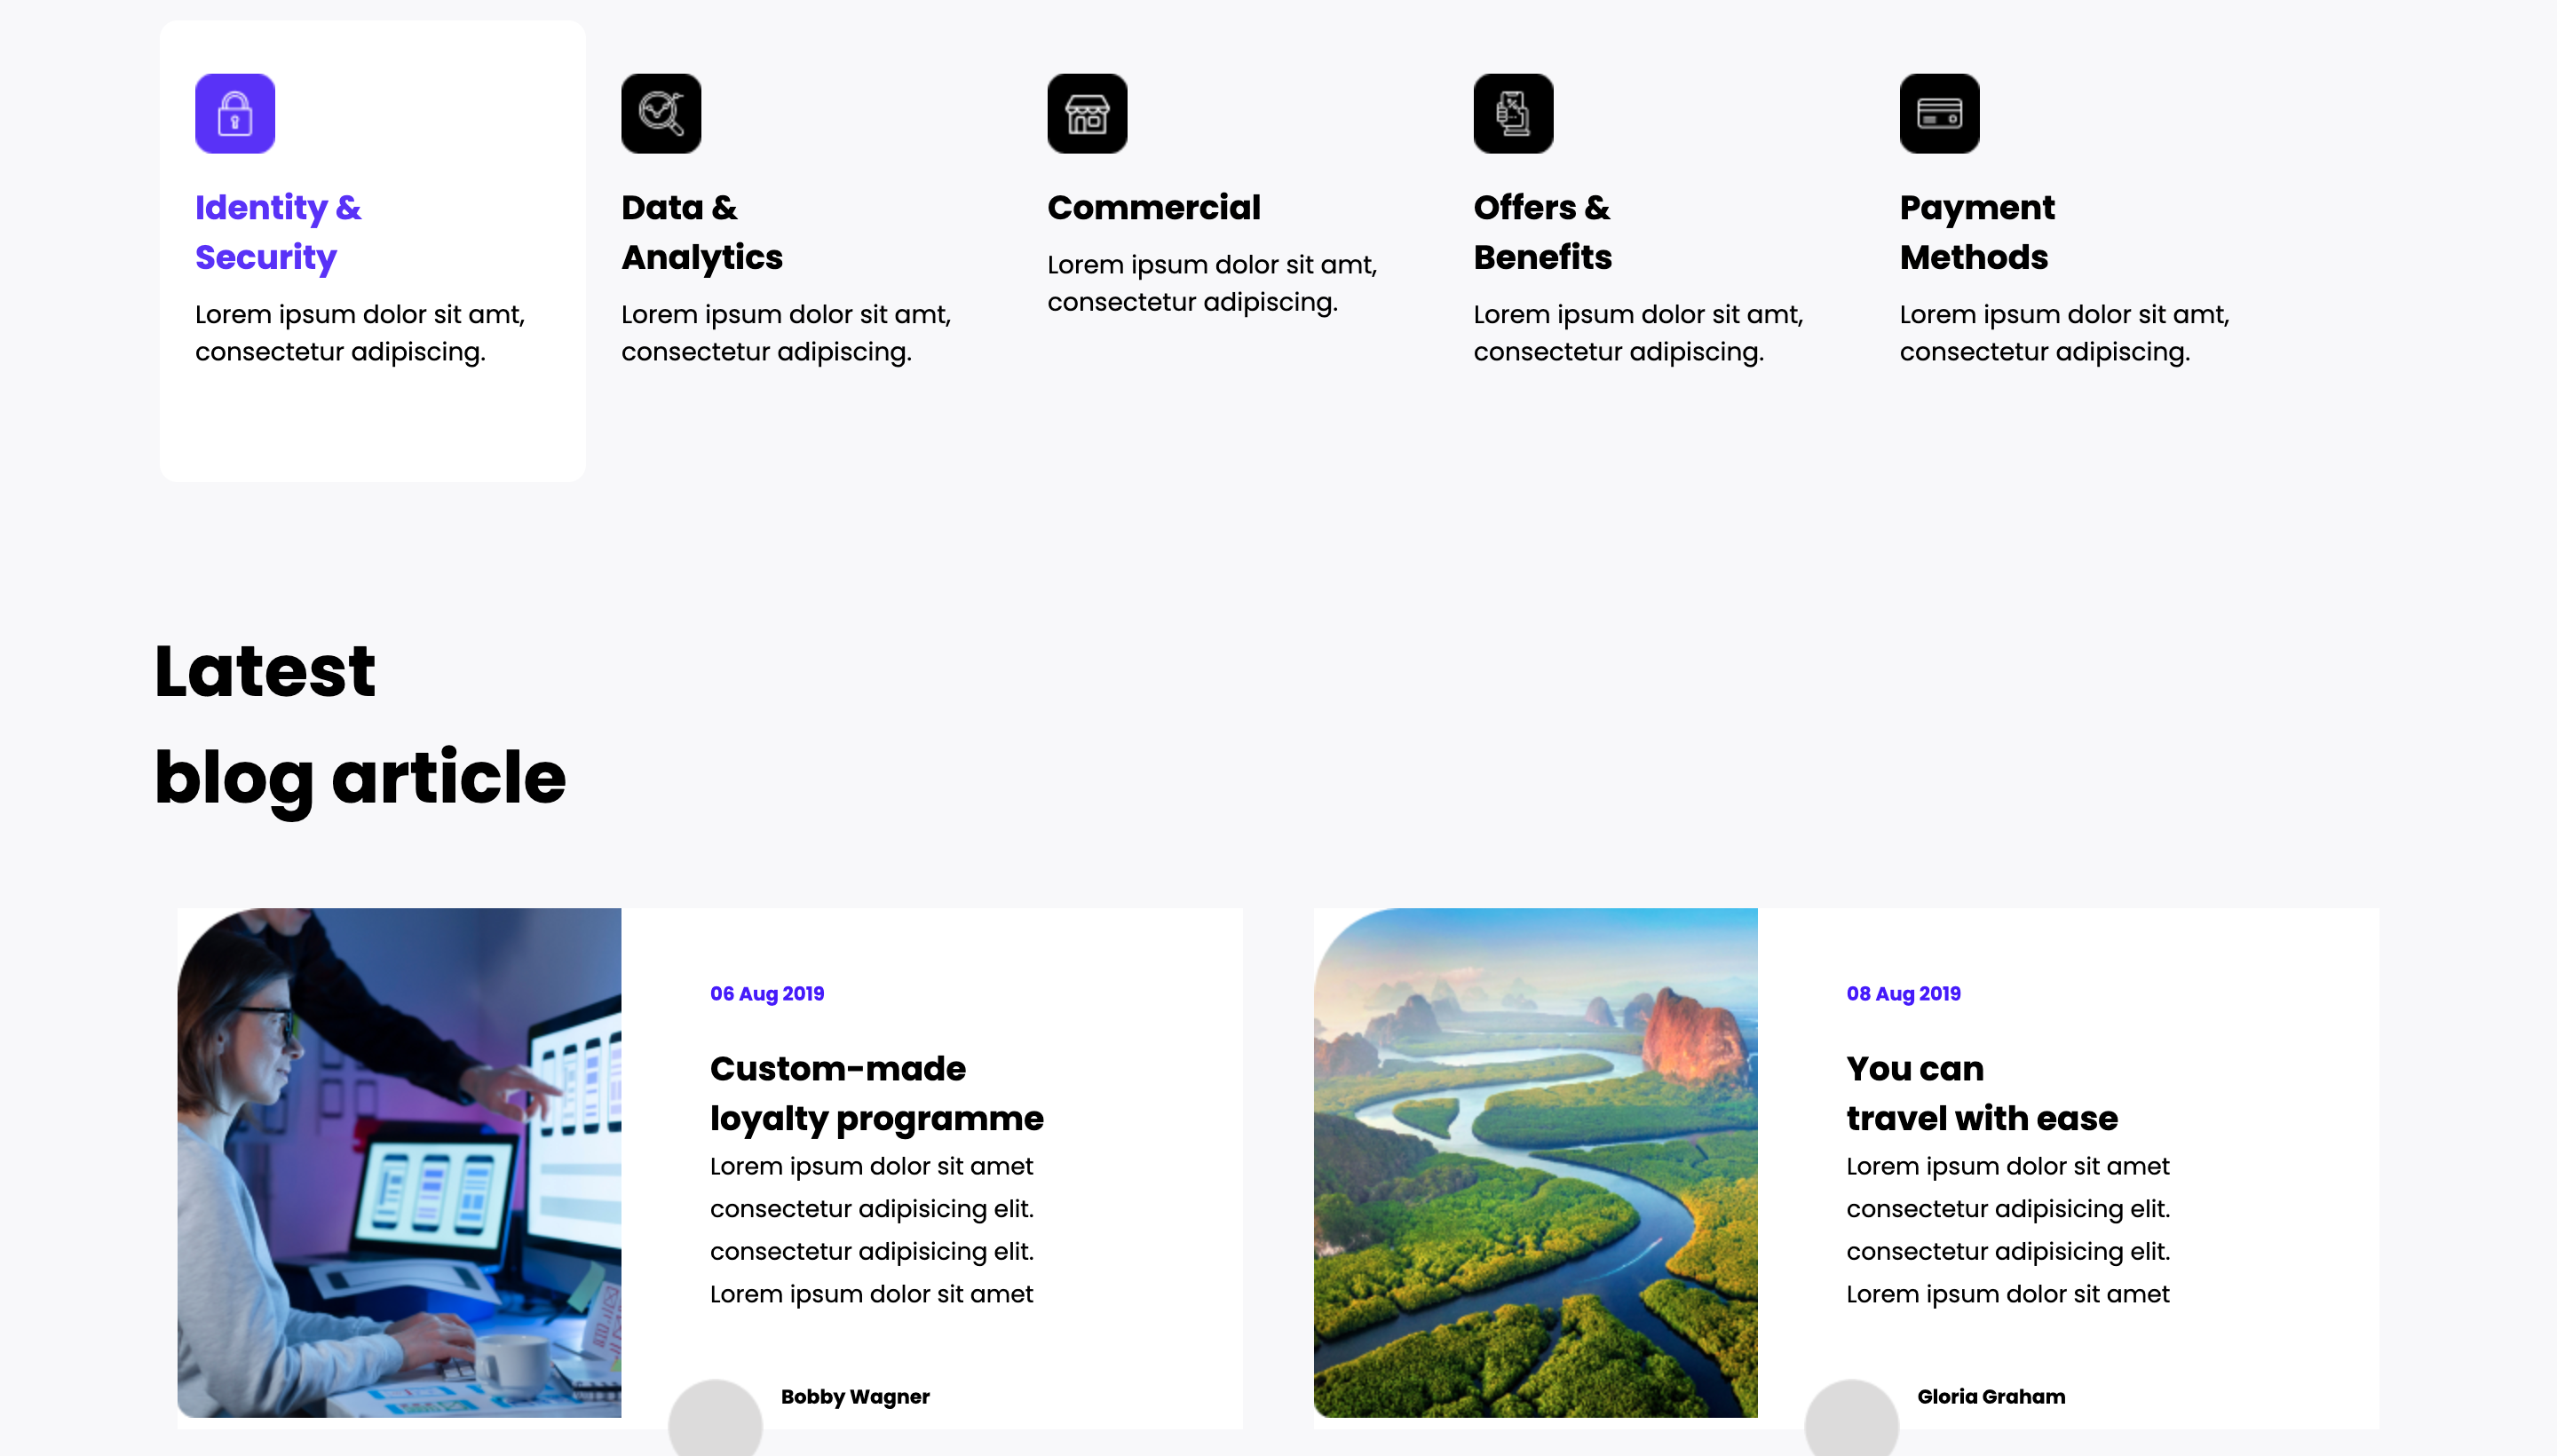 Identity &
Security
Lorem ipsum dolor sit amt,
consectetur adipiscing.
Data &
Analytics
Lorem ipsum dolor sit amt,
consectetur adipiscing.
Commercial
Lorem ipsum dolor sit amt,
consectetur adipiscing.
Offers &
Benefits
Lorem ipsum dolor sit amt,
consectetur adipiscing.
Payment
Methods
Lorem ipsum dolor sit amt,
consectetur adipiscing.
Latest
blog article
06 Aug 2019
Custom-made
loyalty programme
Lorem ipsum dolor sit amet
consectetur adipisicing elit.
consectetur adipisicing elit.
Lorem ipsum dolor sit amet
Bobby Wagner
08 Aug 2019
You can
travel with ease
Lorem ipsum dolor sit amet
consectetur adipisicing elit.
consectetur adipisicing elit.
Lorem ipsum dolor sit amet
Gloria Graham